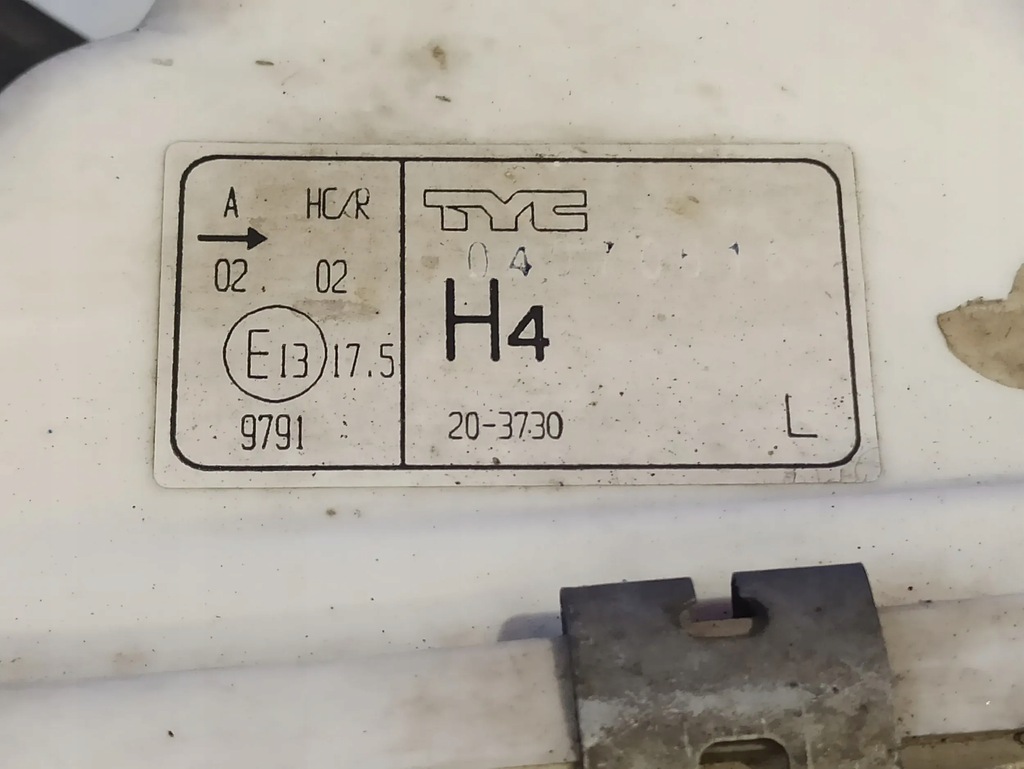 A HC/R
→
02. 02
E13 17.5
9791
TYC
04
H4
20-3730
L